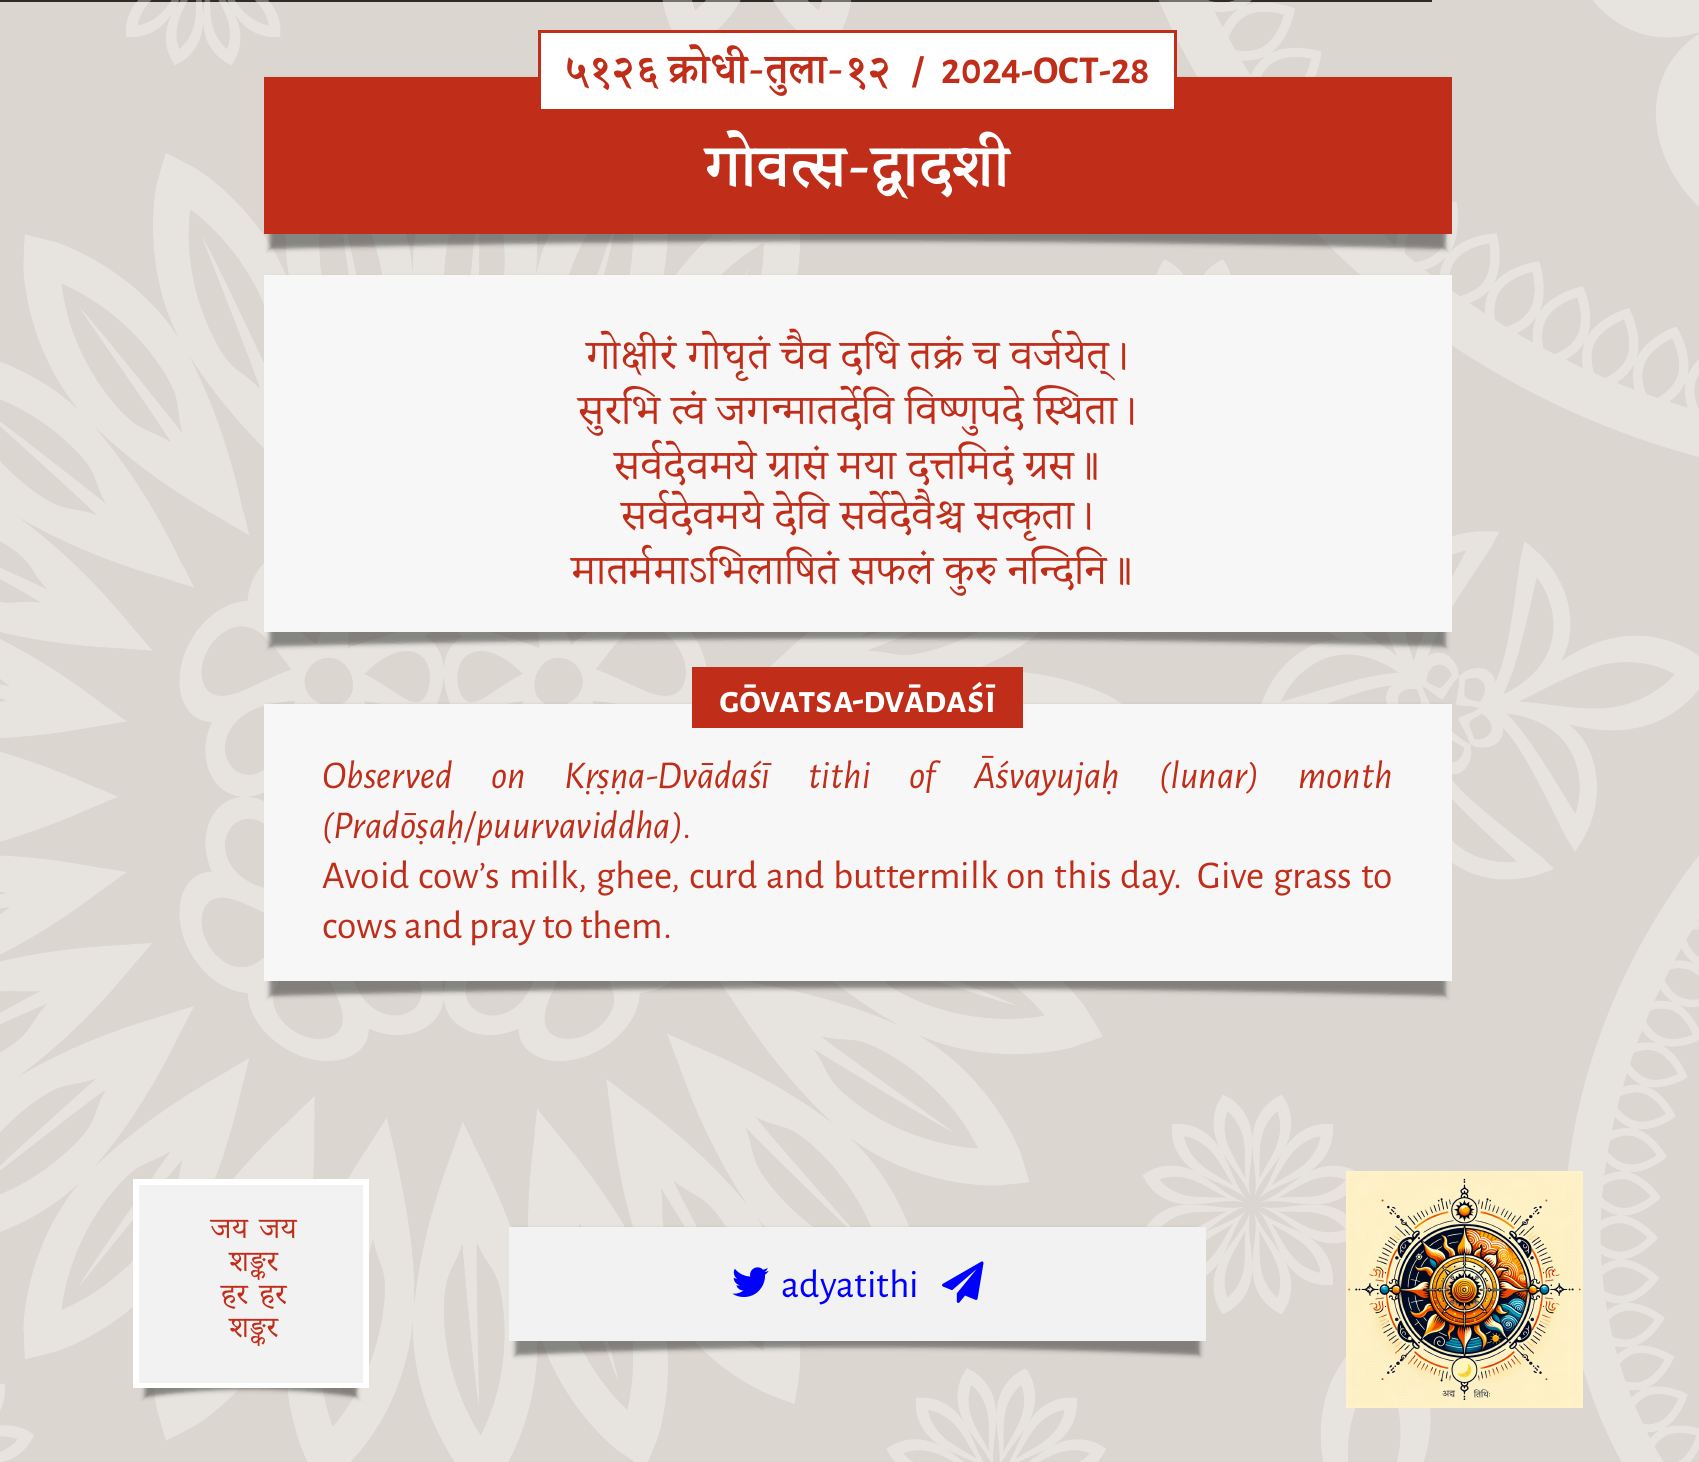 ५१२६ क्रोधी-तुला-१२ / 2024-OCT-28
गोवत्स-द्वादशी
गोक्षीरं गोघृतं चैव दधि तक्रं च वर्जयेत्।
सुरभि त्वं जगन्मातर्देवि विष्णुपदे स्थिता।
सर्वदेवमये ग्रासं मया दत्तमिदं ग्रस॥
सर्वदेवमये देवि सर्वेदेवैश्च सत्कृता।
मातर्ममाऽभिलाषितं सफलं कुरु नन्दिनि॥
GŌVATSA-DVĀDAŚĪ
Observed on Kṛṣṇa-Dvādaśī tithi of Āśvayujaḥ (lunar) month
(Pradōṣaḥ/puurvaviddha).
Avoid cow’s milk, ghee, curd and buttermilk on this day. Give grass to
cows and pray to them.
जय जय
शङ्कर
हर हर
शङ्कर
adyatithi
अद्य तिथिः